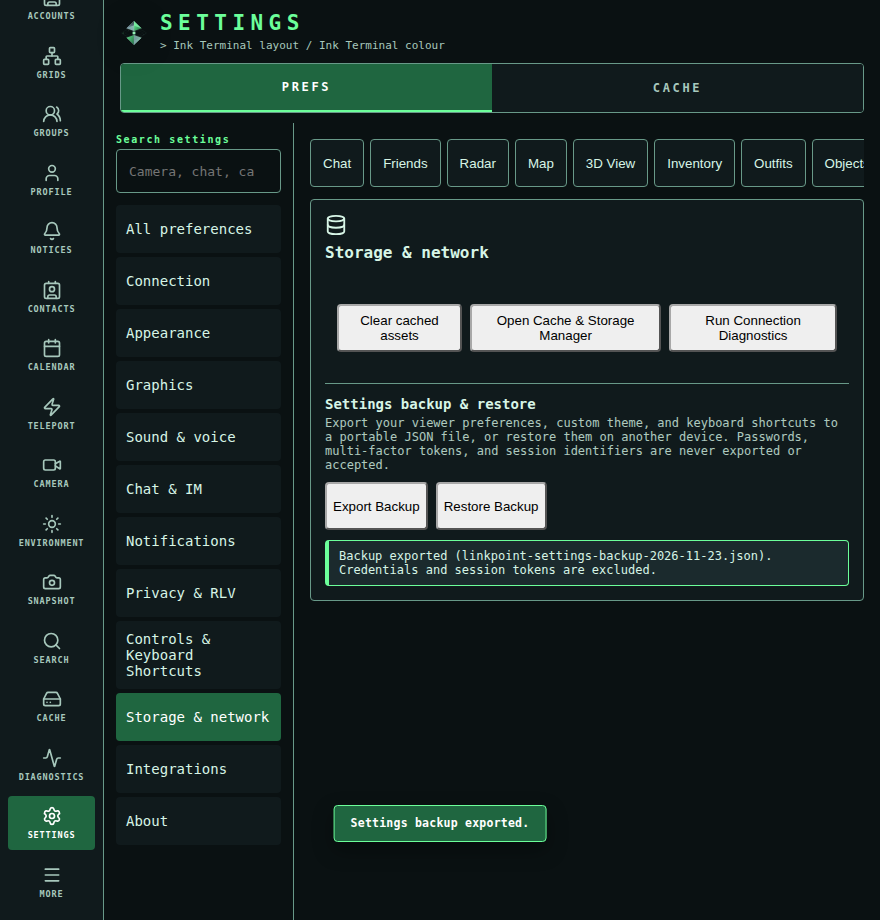 ACCOUNTS
GRIDS
GROUPS
PROFILE
NOTICES
CONTACTS
CALENDAR
TELEPORT
CAMERA
ENVIRONMENT
SNAPSHOT
SEARCH
CACHE
DIAGNOSTICS
SETTINGS
MORE
SETTINGS
> Ink Terminal layout / Ink Terminal colour
PREFS
CACHE
Search settings
Camera, chat, ca
All preferences
Connection
Appearance
Graphics
Sound & voice
Chat & IM
Notifications
Privacy & RLV
Controls &
Keyboard
Shortcuts
Storage & network
Integrations
About
Chat
Friends
Radar
Map
3D View
Inventory
Outfits
Object
Storage & network
Clear cached
assets
Open Cache & Storage
Manager
Run Connection
Diagnostics
Settings backup & restore
Export your viewer preferences, custom theme, and keyboard shortcuts to
a portable JSON file, or restore them on another device. Passwords,
multi-factor tokens, and session identifiers are never exported or
accepted.
Export Backup
Restore Backup
Backup exported (linkpoint-settings-backup-2026-11-23.json).
Credentials and session tokens are excluded.
Settings backup exported.